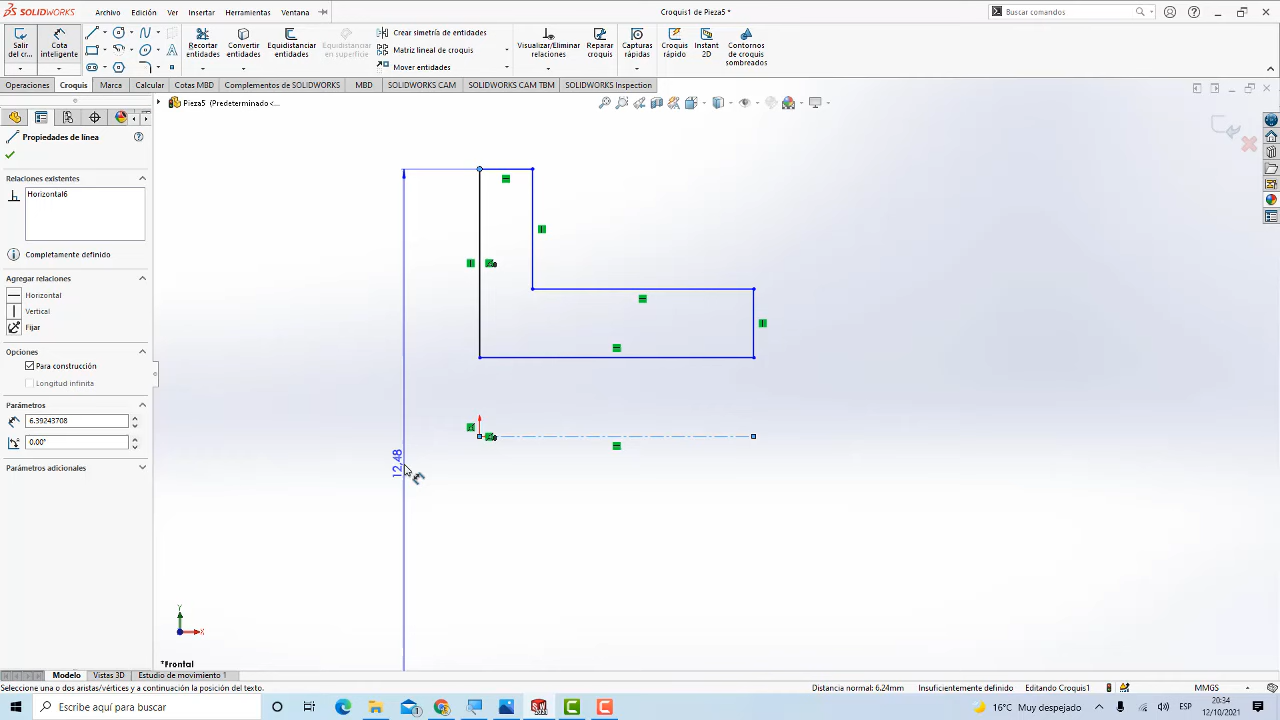 SOLIDWORKS
Archivo
Edición
Ver
Insertar
Herramientas
Ventana
Croquis1 de Pieza5 *
Buscar comandos
Salir del cr...
Cota inteligente
Recortar entidades
Convertir entidades
Equidistanciar entidades
Equidistanciar en superficie
Crear simetría de entidades
Matriz lineal de croquis
Mover entidades
Visualizar/Eliminar relaciones
Reparar croquis
Capturas rápidas
Croquis rápido
Instant 2D
Contornos de croquis sombreados
Operaciones
Croquis
Marca
Calcular
Cotas MBD
Complementos de SOLIDWORKS
MBD
SOLIDWORKS CAM
SOLIDWORKS CAM TBM
SOLIDWORKS Inspection
Pieza5 (Predeterminado <...
Propiedades de línea
Relaciones existentes
Horizontal6
Completamente definido
Agregar relaciones
Horizontal
Vertical
Fijar
Opciones
Para construcción
Longitud infinita
Parámetros
6.39243708
0.00°
Parámetros adicionales
12,48
Y
X
*Frontal
Modelo
Vistas 3D
Estudio de movimiento 1
Seleccione una o dos aristas/vértices y a continuación la posición del texto.
Distancia normal: 6.24mm
Insuficientemente definido
Editando Croquis1
MMGS
Escribe aquí para buscar
16°C Muy despejado
ESP
20:34
12/10/2021